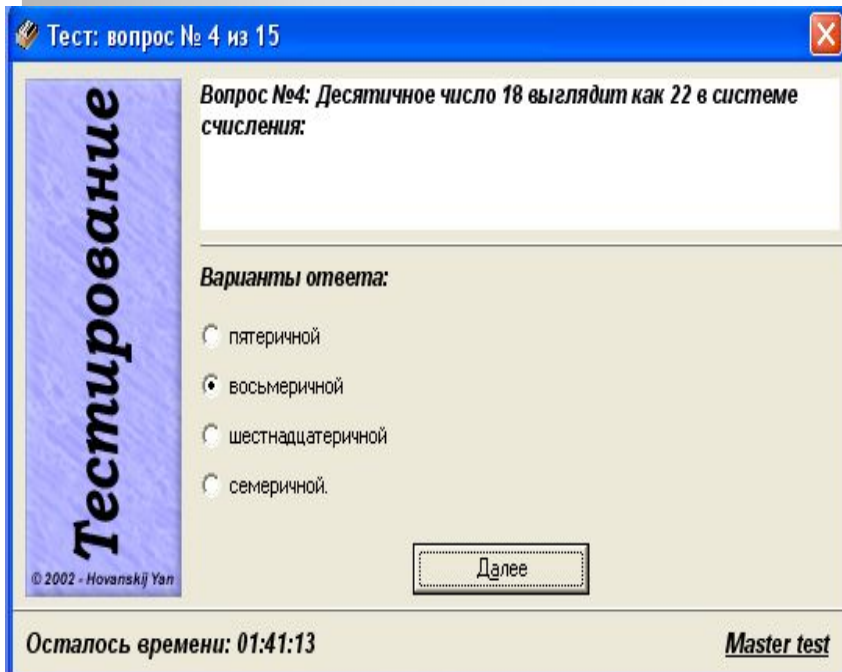 Тест: вопрос № 4 из 15
Тестирование
© 2002 - Hovanskij Yan
Вопрос №4: Десятичное число 18 выглядит как 22 в системе
счисления:
Варианты ответа:
пятеричной
восьмеричной
шестнадцатеричной
семеричной.
Далее
Осталось времени: 01:41:13
Master test